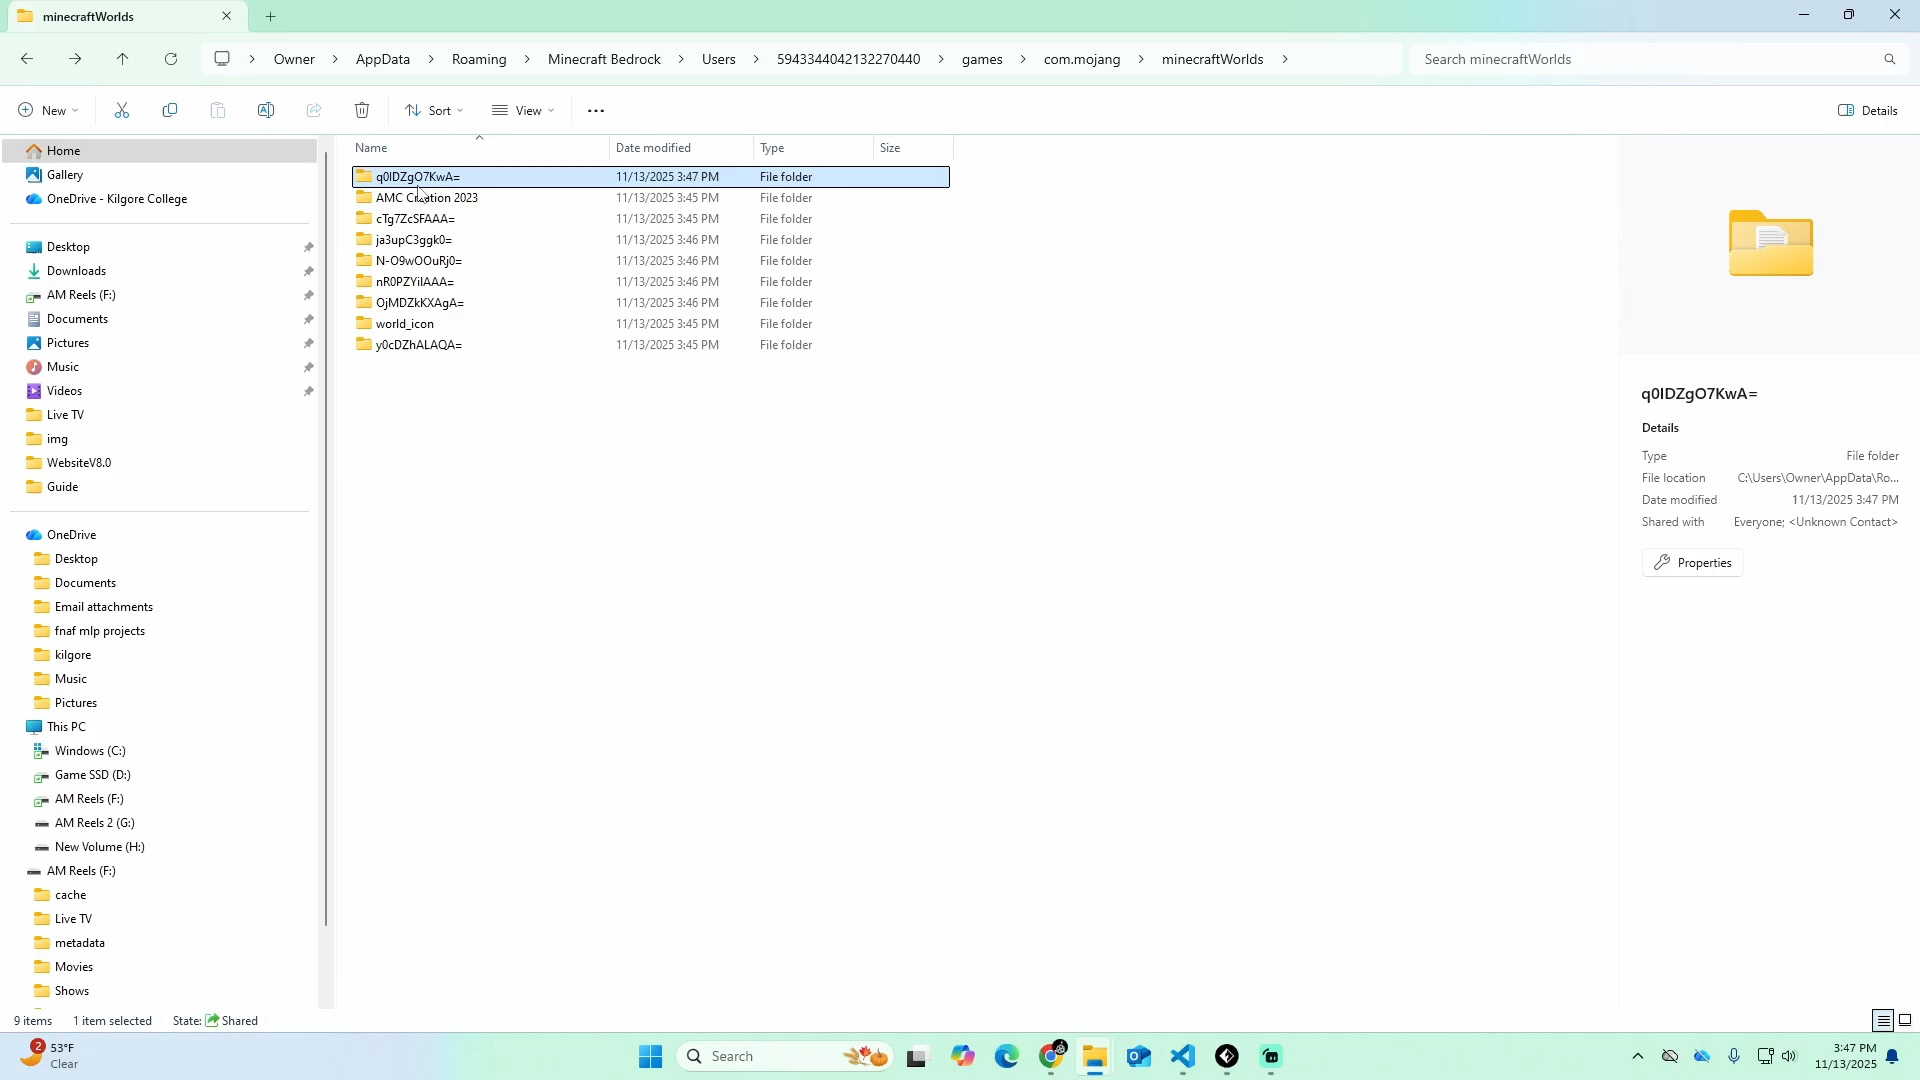 minecraftWorlds
Owner > AppData > Roaming > Minecraft Bedrock > Users > 5943344042132270440 > games > com.mojang > minecraftWorlds >
Search minecraftWorlds
New
Sort
View
Details
Home
Gallery
OneDrive - Kilgore College
Desktop
Downloads
AM Reels (F:)
Documents
Pictures
Music
Videos
Live TV
img
WebsiteV8.0
Guide
OneDrive
Desktop
Documents
Email attachments
fnaf mlp projects
kilgore
Music
Pictures
This PC
Windows (C:)
Game SSD (D:)
AM Reels (F:)
AM Reels 2 (G:)
New Volume (H:)
AM Reels (F:)
cache
Live TV
metadata
Movies
Shows
Name Date modified Type Size
q0IDZgO7KwA= 11/13/2025 3:47 PM File folder
AMC Creation 2023 11/13/2025 3:45 PM File folder
cTg7ZcSFAAA= 11/13/2025 3:45 PM File folder
ja3upC3ggk0= 11/13/2025 3:46 PM File folder
N-O9wOOuRj0= 11/13/2025 3:46 PM File folder
nR0PZYiIAAA= 11/13/2025 3:46 PM File folder
OjMDZkKXAgA= 11/13/2025 3:46 PM File folder
world_icon 11/13/2025 3:45 PM File folder
y0cDZhALAQA= 11/13/2025 3:45 PM File folder
q0IDZgO7KwA=
Details
Type File folder
File location C:\Users\Owner\AppData\Ro...
Date modified 11/13/2025 3:47 PM
Shared with Everyone; <Unknown Contact>
Properties
9 items 1 item selected State: Shared
2
53°F
Clear
Search
3:47 PM
11/13/2025